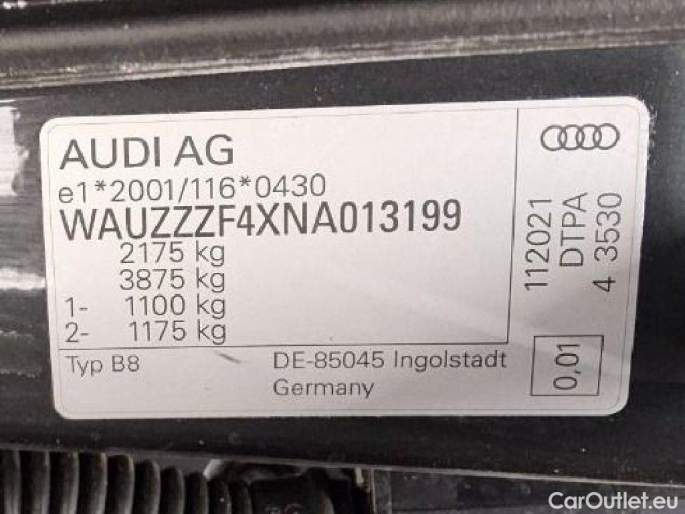 AUDI AG
e1*2001/116*0430
WAUZZZF4XNA013199
2175 kg
3875 kg
1- 1100 kg
2- 1175 kg
Typ B8
DE-85045 Ingolstadt
Germany
112021
DTPA
4 3530
0,01
CarOutlet.eu